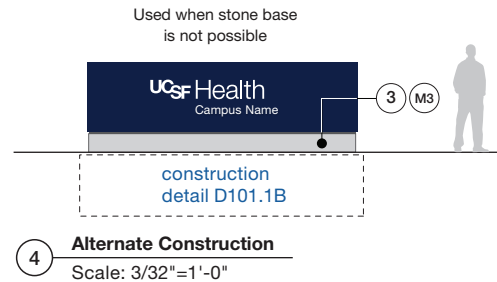 Used when stone base
is not possible
UCSF Health
Campus Name
3 M3
construction
detail D101.1B
4 Alternate Construction
Scale: 3/32"=1'-0"